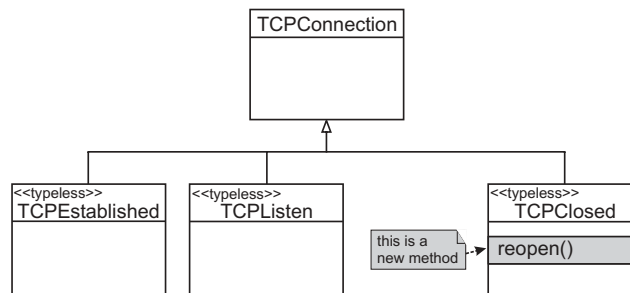 TCPConnection
<<typeless>>
TCPEstablished
<<typeless>>
TCPListen
<<typeless>>
TCPClosed
this is a
new method
reopen()